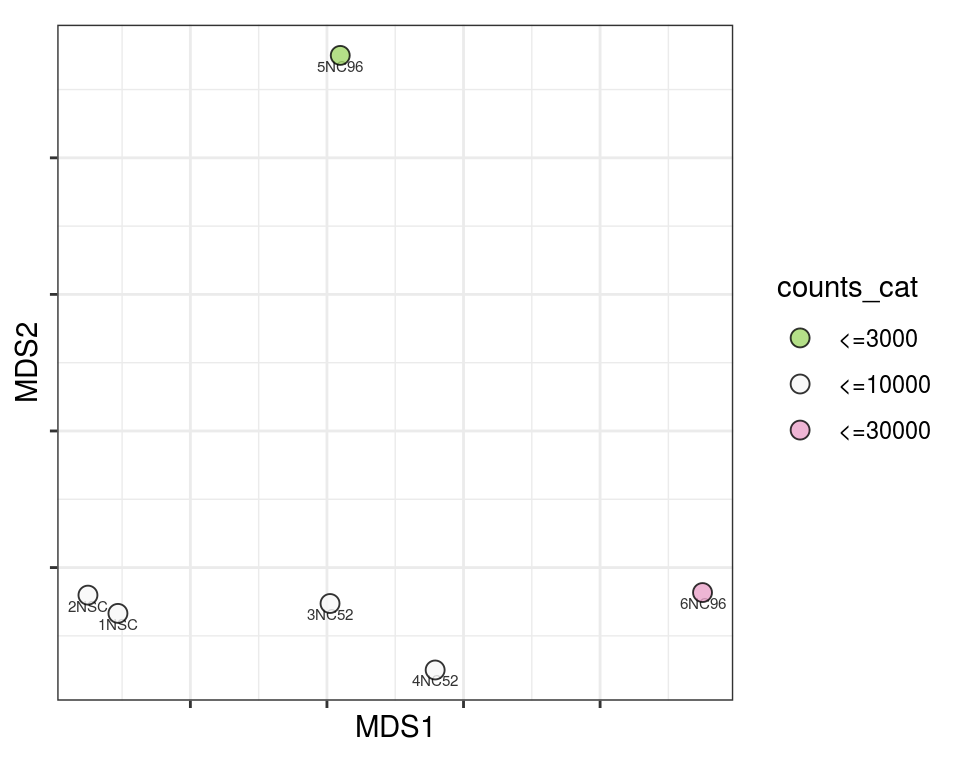 5NC96
MDS2
2NSC
1NSC
3NC52
4NC52
6NC96
MDS1
counts_cat
<=3000
<=10000
<=30000